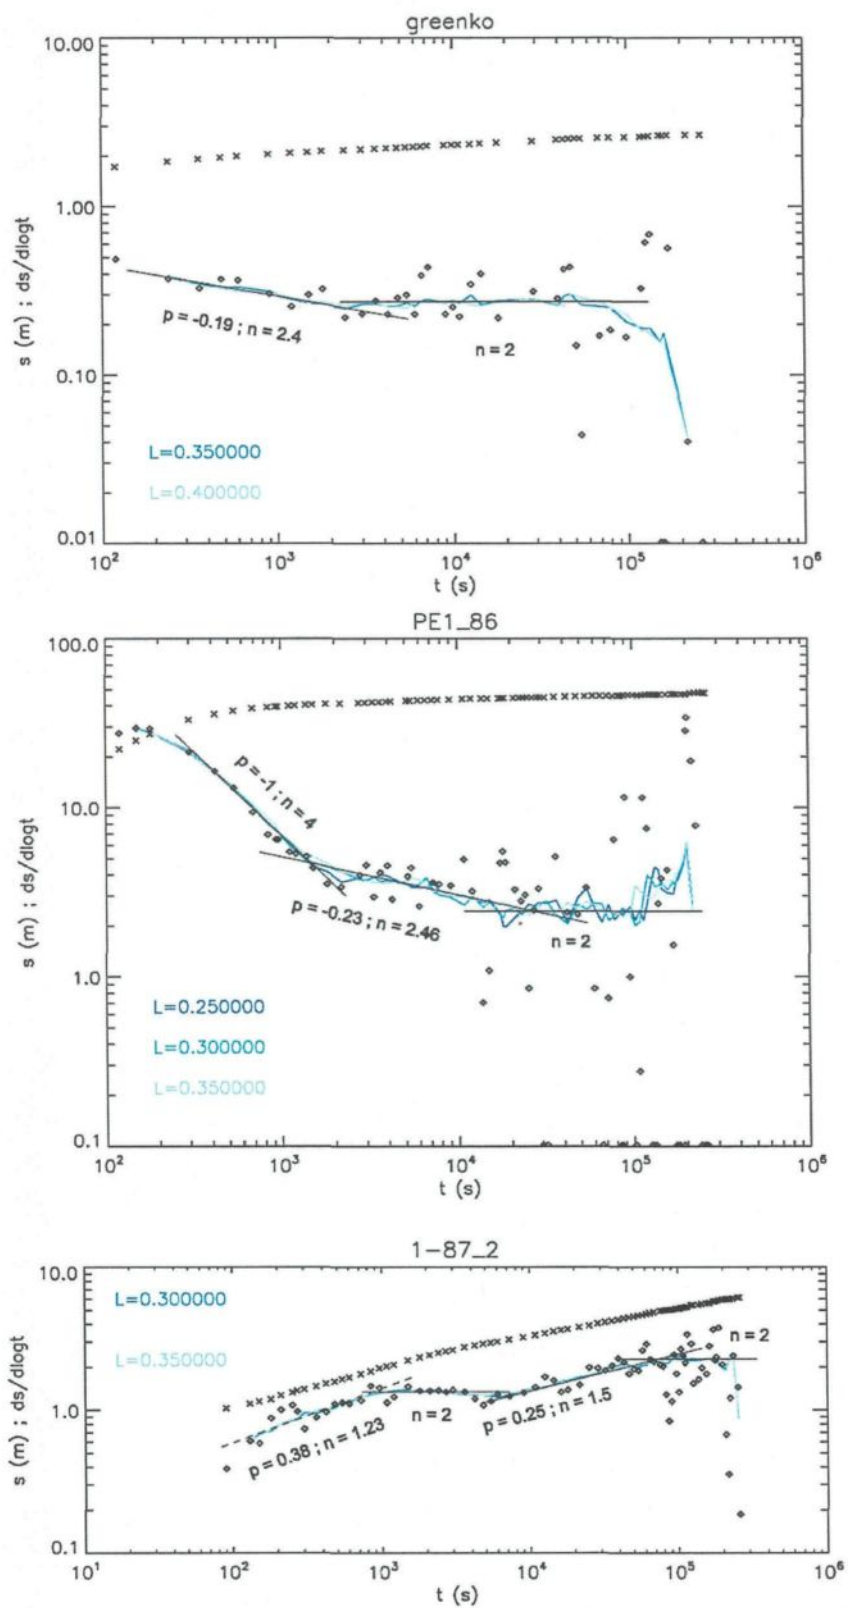 greenko
10.00
1.00
0.10
0.01
s (m) ; ds/dlogt
p = -0.19 ; n = 2.4
n = 2
L=0.350000
L=0.400000
10² 10³ 10⁴ 10⁵ 10⁶
t (s)
PE1_86
100.0
10.0
1.0
0.1
s (m) ; ds/dlogt
p = -1 ; n = 4
p = -0.23 ; n = 2.46
n = 2
L=0.250000
L=0.300000
L=0.350000
10² 10³ 10⁴ 10⁵ 10⁶
t (s)
1-87_2
10.0
1.0
0.1
s (m) ; ds/dlogt
L=0.300000
L=0.350000
n = 2
n = 2
p = 0.25 ; n = 1.5
p = 0.38 ; n = 1.23
10¹ 10² 10³ 10⁴ 10⁵ 10⁶
t (s)